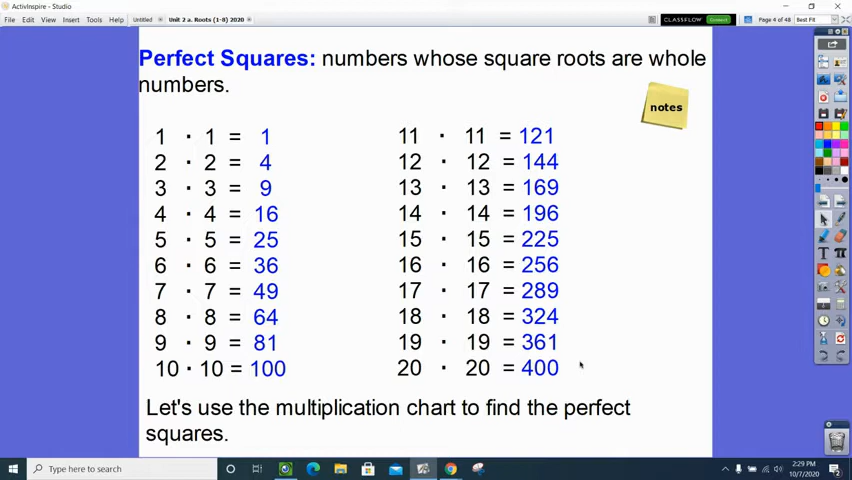 ActivInspire - Studio
File Edit View Insert Tools Help Untitled Unit 2 a. Roots (1-8) 2020 CLASSFLOW Connect Page 4 of 48 Best Fit
Perfect Squares: numbers whose square roots are whole
numbers.
notes
1 · 1 = 1
2 · 2 = 4
3 · 3 = 9
4 · 4 = 16
5 · 5 = 25
6 · 6 = 36
7 · 7 = 49
8 · 8 = 64
9 · 9 = 81
10 · 10 = 100
11 · 11 = 121
12 · 12 = 144
13 · 13 = 169
14 · 14 = 196
15 · 15 = 225
16 · 16 = 256
17 · 17 = 289
18 · 18 = 324
19 · 19 = 361
20 · 20 = 400
Let's use the multiplication chart to find the perfect
squares.
Type here to search
2:29 PM
10/7/2020